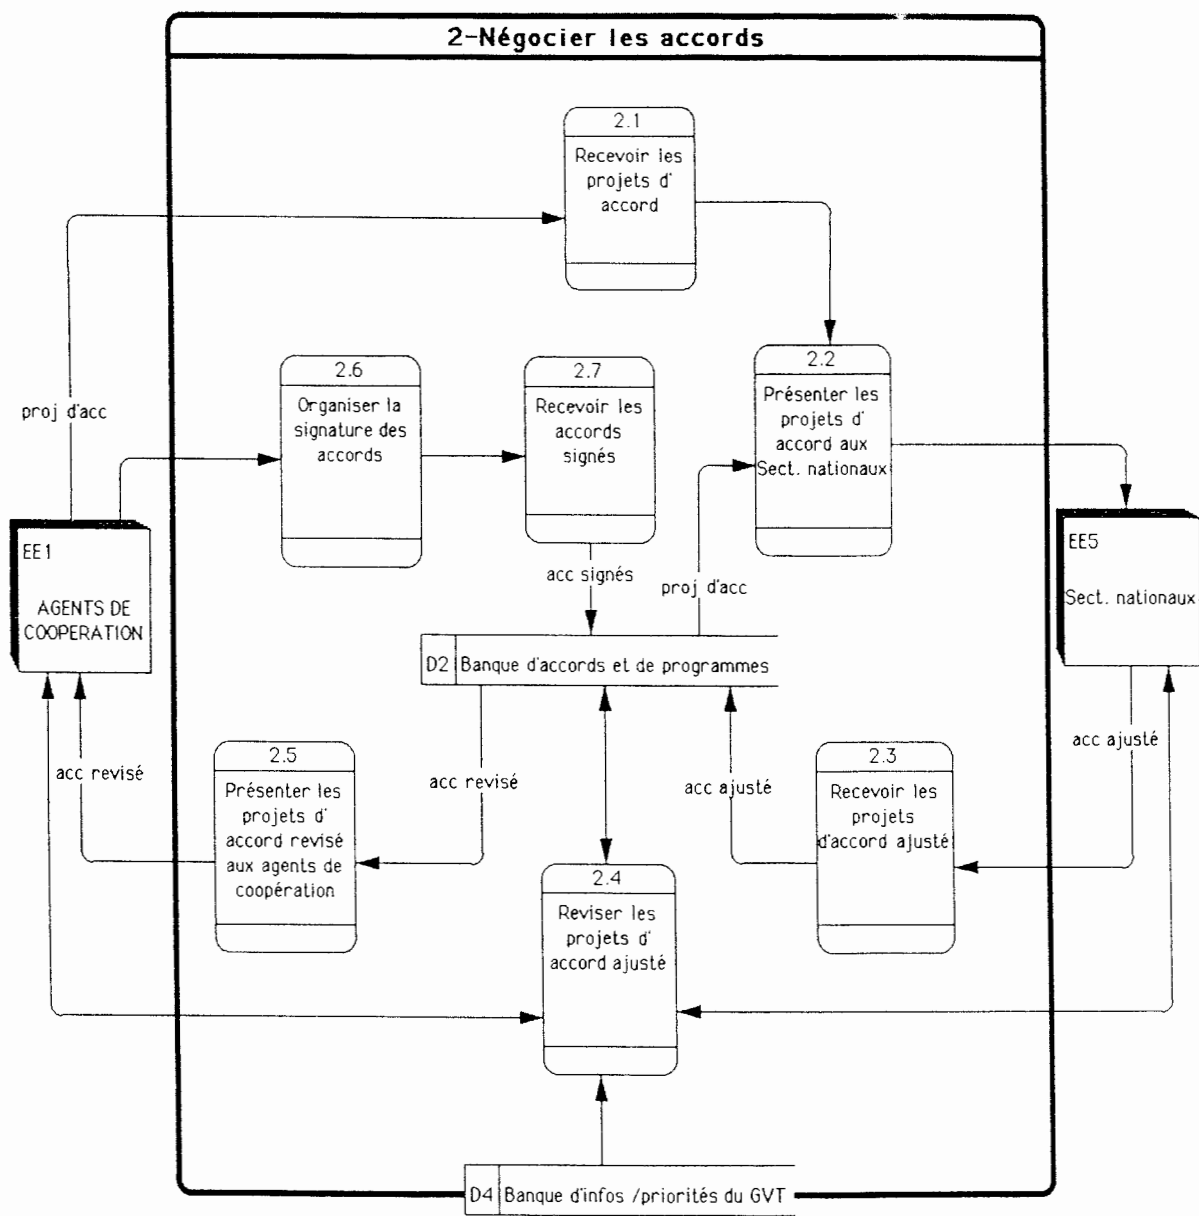 2-Négocier les accords
2.1
Recevoir les
projets d'
accord
proj d'acc
2.6
Organiser la
signature des
accords
2.7
Recevoir les
accords
signés
2.2
Présenter les
projets d'
accord aux
Sect. nationaux
EE1
AGENTS DE
COOPERATION
acc signés
proj d'acc
EE5
Sect. nationaux
D2 Banque d'accords et de programmes
acc revisé
2.5
Présenter les
projets d'
accord revisé
aux agents de
coopération
acc revisé
acc ajusté
2.3
Recevoir les
projets
d'accord ajusté
acc ajusté
2.4
Reviser les
projets d'
accord ajusté
D4 Banque d'infos /priorités du GVT